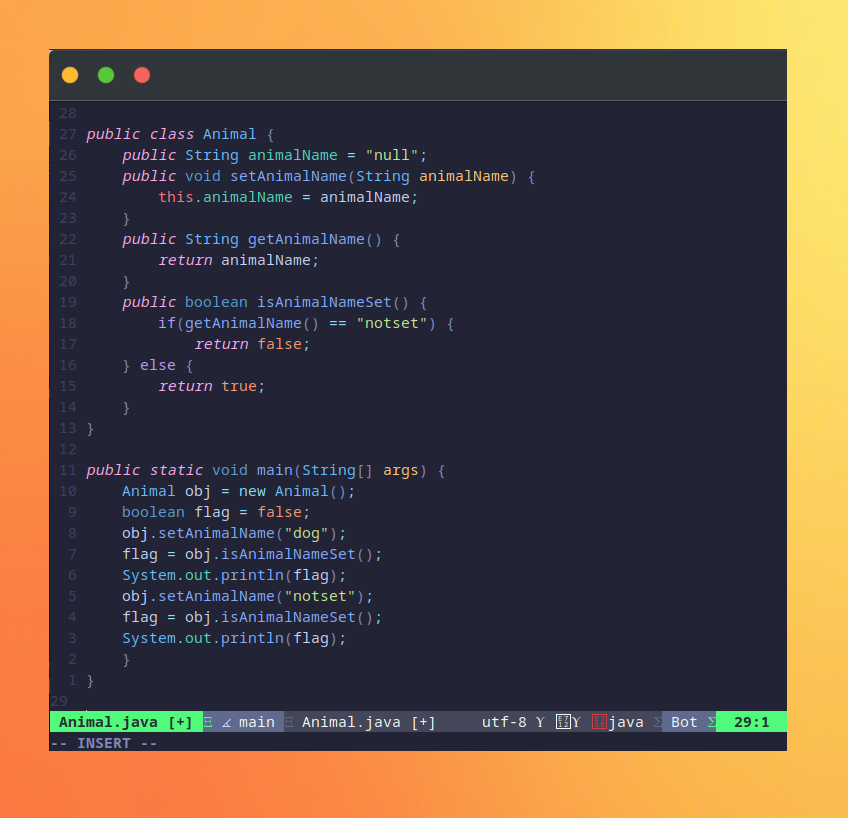 28
27 public class Animal {
26     public String animalName = "null";
25     public void setAnimalName(String animalName) {
24         this.animalName = animalName;
23     }
22     public String getAnimalName() {
21         return animalName;
20     }
19     public boolean isAnimalNameSet() {
18         if(getAnimalName() == "notset") {
17             return false;
16     } else {
15         return true;
14     }
13 }
12
11 public static void main(String[] args) {
10     Animal obj = new Animal();
9     boolean flag = false;
8     obj.setAnimalName("dog");
7     flag = obj.isAnimalNameSet();
6     System.out.println(flag);
5     obj.setAnimalName("notset");
4     flag = obj.isAnimalNameSet();
3     System.out.println(flag);
2     }
1 }
29
Animal.java [+] main Animal.java [+] utf-8 java Bot 29:1
-- INSERT --